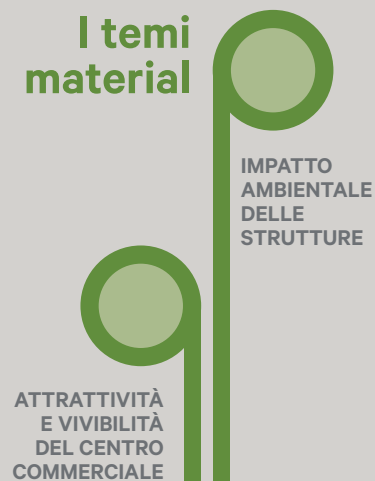 I temi
material
IMPATTO
AMBIENTALE
DELLE
STRUTTURE
ATTRATTIVITÀ
E VIVIBILITÀ
DEL CENTRO
COMMERCIALE